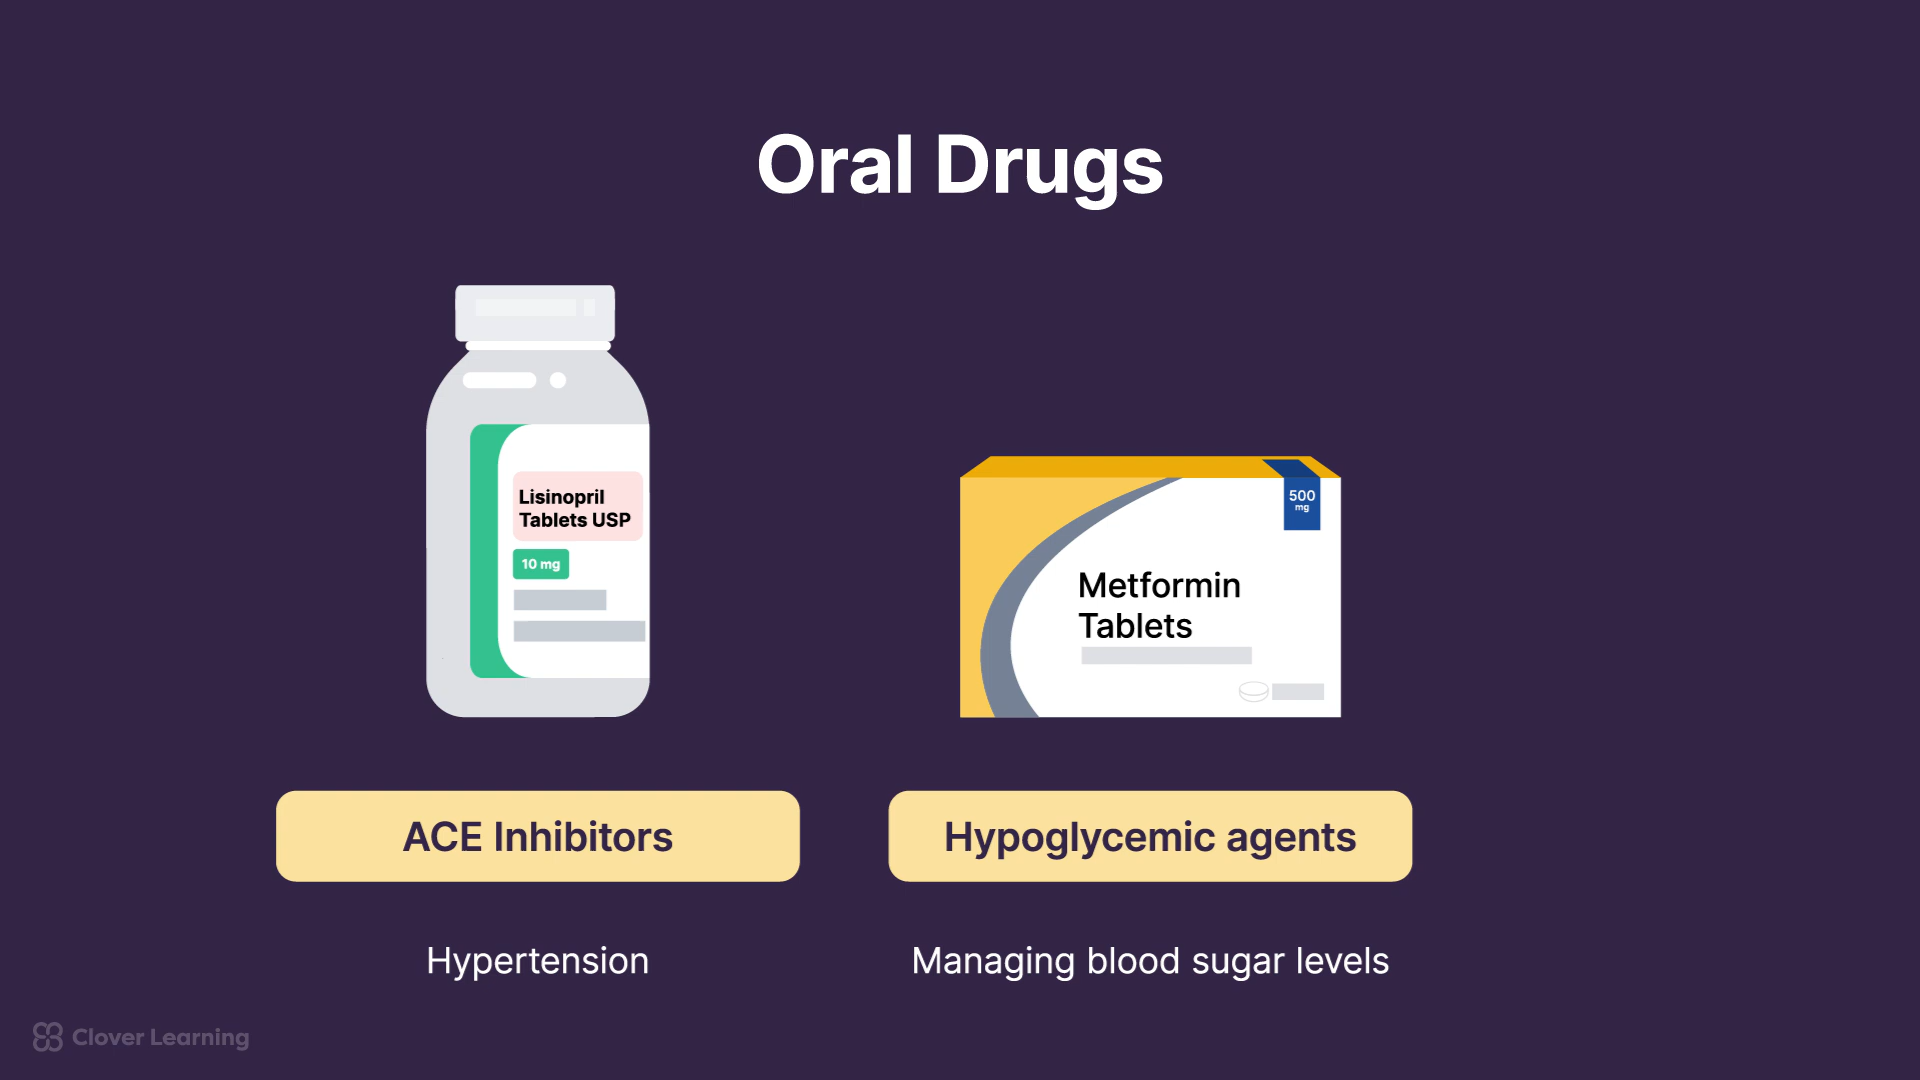 Oral Drugs
Lisinopril
Tablets USP
10 mg
500
mg
Metformin
Tablets
ACE Inhibitors
Hypoglycemic agents
Hypertension
Managing blood sugar levels
Clover Learning